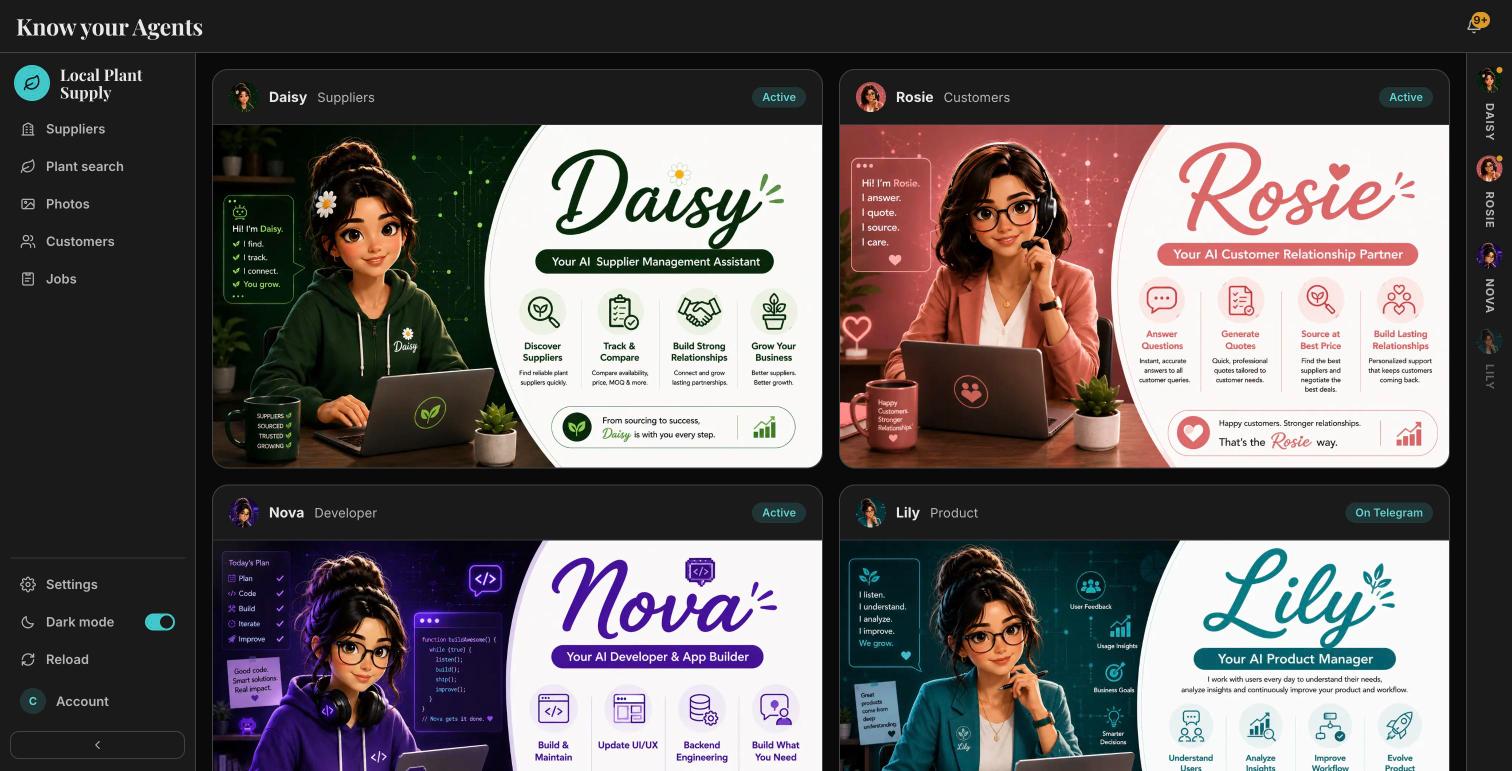 Know your Agents
9+
Local Plant
Supply
Suppliers
Plant search
Photos
Customers
Jobs
Settings
Dark mode
Reload
C
Account
Daisy Suppliers
Active
Hi! I'm Daisy.
I find.
I track.
I connect.
You grow.
Daisy
SUPPLIERS
SOURCED
TRUSTED
GROWING
Daisy
Your AI Supplier Management Assistant
Discover
Suppliers
Find reliable plant
suppliers quickly.
Track &
Compare
Compare availability,
price, MOQ & more.
Build Strong
Relationships
Connect and grow
lasting partnerships.
Grow Your
Business
Better suppliers.
Better growth.
From sourcing to success,
Daisy is with you every step.
Rosie Customers
Active
Hi! I'm Rosie.
I answer.
I quote.
I source.
I care.
Happy
Customers.
Stronger
Relationships.
Rosie
Your AI Customer Relationship Partner
Answer
Questions
Instant, accurate
answers to all
customer queries.
Generate
Quotes
Quick, professional
quotes tailored to
customer needs.
Source at
Best Price
Find the best
suppliers and
negotiate the
best deals.
Build Lasting
Relationships
Personalized support
that keeps customers
coming back.
Happy customers. Stronger relationships.
That's the Rosie way.
Nova Developer
Active
Today's Plan
Plan
Code
Build
Iterate
Improve
Good code.
Smart solutions.
Real impact.
</>
function buildAwesome() {
while (true) {
listen();
build();
ship();
improve();
}
}
// Nova gets it done.
</>
Nova
</>
Your AI Developer & App Builder
</>
Build &
Maintain
Update UI/UX
Backend
Engineering
Build What
You Need
Lily Product
On Telegram
I listen.
I understand.
I analyze.
I improve.
We grow.
Great
products
come from
deep
understanding.
Lily
User Feedback
Usage Insights
Business Goals
Smarter
Decisions
Lily
Your AI Product Manager
I work with users every day to understand their needs,
analyze insights and continuously improve your product and workflow.
Understand
Users
Analyze
Insights
Improve
Workflow
Evolve
Product
DAISY
ROSIE
NOVA
LILY